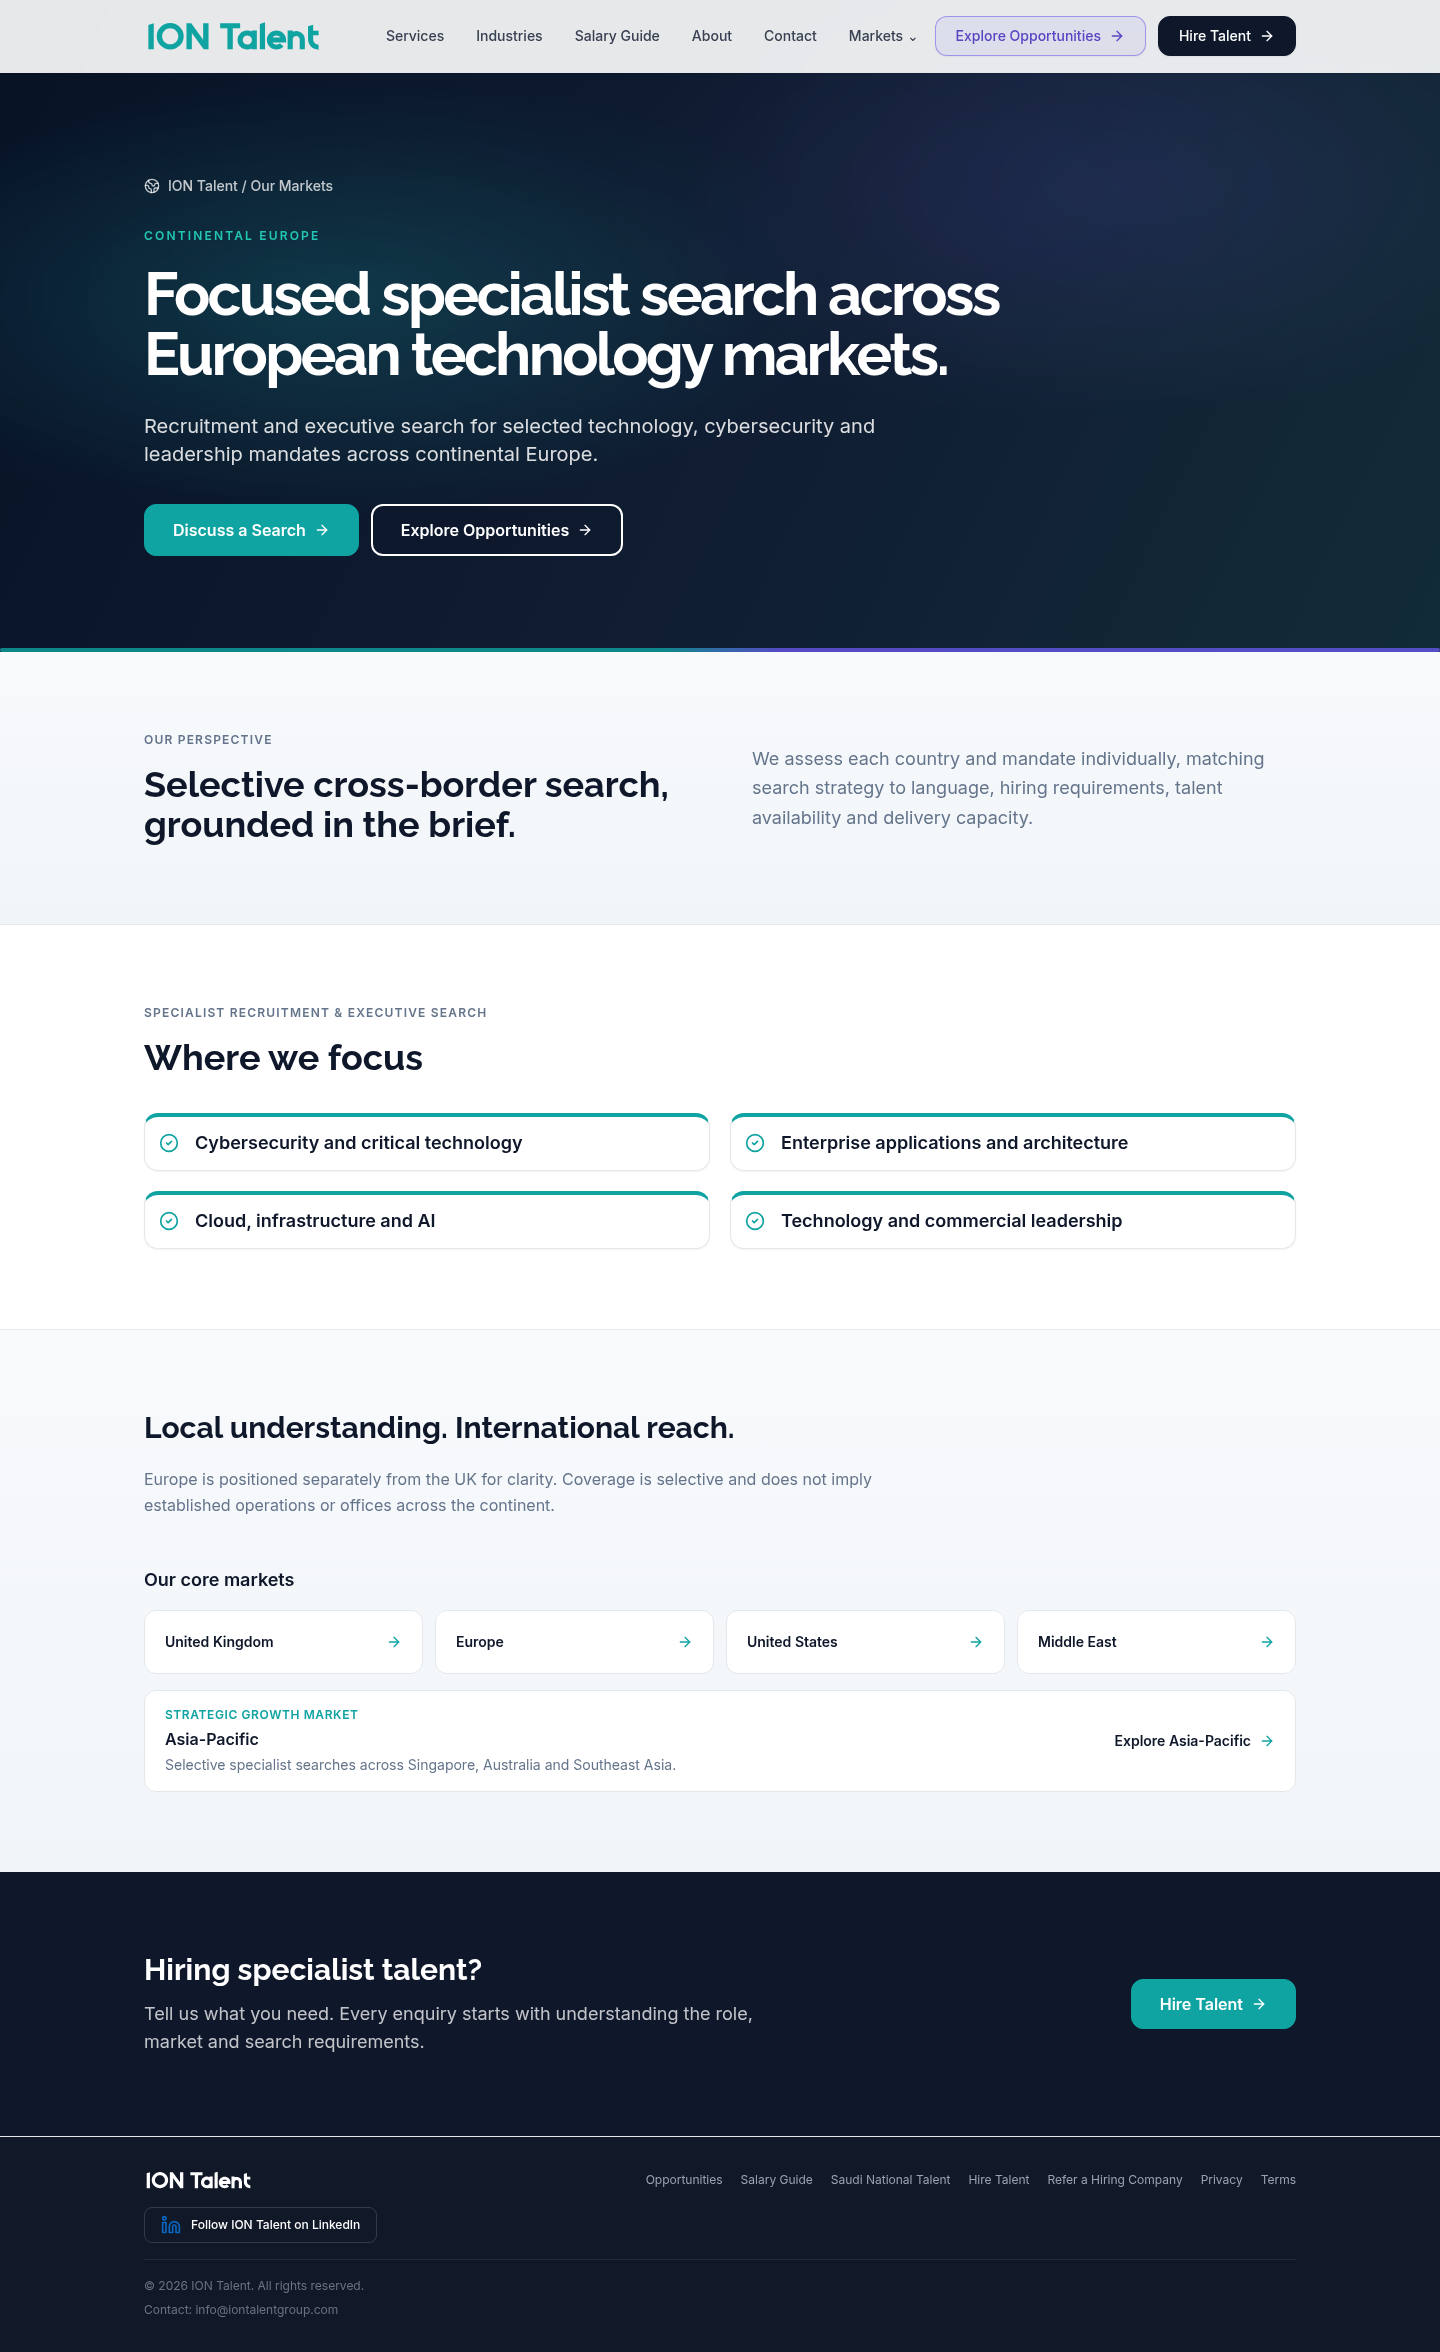 ION Talent
Services
Industries
Salary Guide
About
Contact
Markets
Explore Opportunities
Hire Talent
ION Talent / Our Markets
CONTINENTAL EUROPE
Focused specialist search across
European technology markets.
Recruitment and executive search for selected technology, cybersecurity and
leadership mandates across continental Europe.
Discuss a Search
Explore Opportunities
OUR PERSPECTIVE
Selective cross-border search,
grounded in the brief.
We assess each country and mandate individually, matching
search strategy to language, hiring requirements, talent
availability and delivery capacity.
SPECIALIST RECRUITMENT & EXECUTIVE SEARCH
Where we focus
Cybersecurity and critical technology
Enterprise applications and architecture
Cloud, infrastructure and AI
Technology and commercial leadership
Local understanding. International reach.
Europe is positioned separately from the UK for clarity. Coverage is selective and does not imply
established operations or offices across the continent.
Our core markets
United Kingdom
Europe
United States
Middle East
STRATEGIC GROWTH MARKET
Asia-Pacific
Selective specialist searches across Singapore, Australia and Southeast Asia.
Explore Asia-Pacific
Hiring specialist talent?
Tell us what you need. Every enquiry starts with understanding the role,
market and search requirements.
Hire Talent
ION Talent
Opportunities
Salary Guide
Saudi National Talent
Hire Talent
Refer a Hiring Company
Privacy
Terms
Follow ION Talent on LinkedIn
© 2026 ION Talent. All rights reserved.
Contact: info@iontalentgroup.com